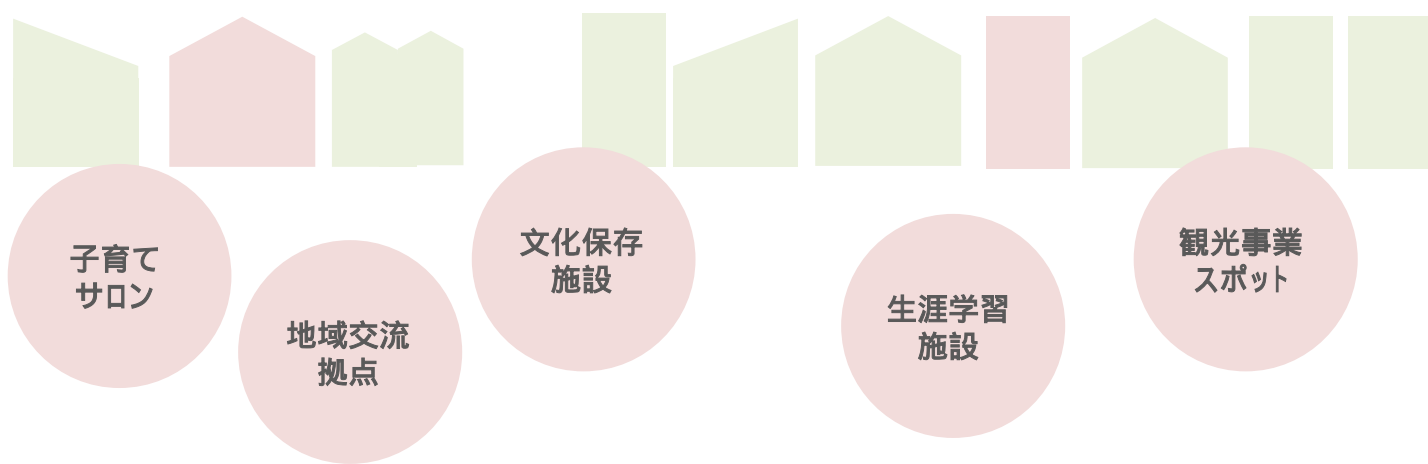 子育て
サロン
地域交流
拠点
文化保存
施設
生涯学習
施設
観光事業
スポット